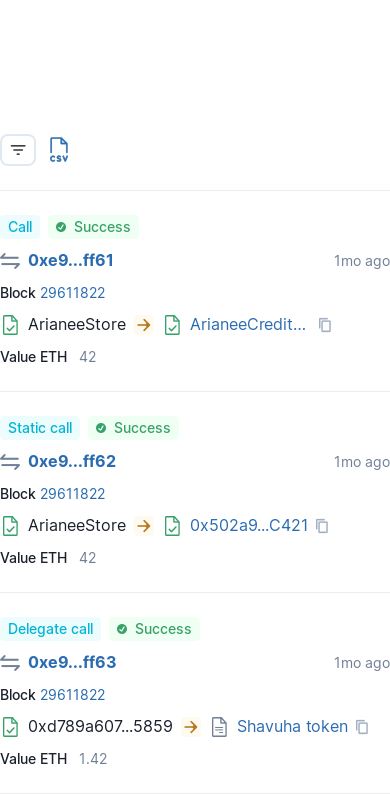 CSV
Call Success
0xe9...ff61 1mo ago
Block 29611822
ArianeeStore ArianeeCredit...
Value ETH 42
Static call Success
0xe9...ff62 1mo ago
Block 29611822
ArianeeStore 0x502a9...C421
Value ETH 42
Delegate call Success
0xe9...ff63 1mo ago
Block 29611822
0xd789a607...5859 Shavuha token
Value ETH 1.42